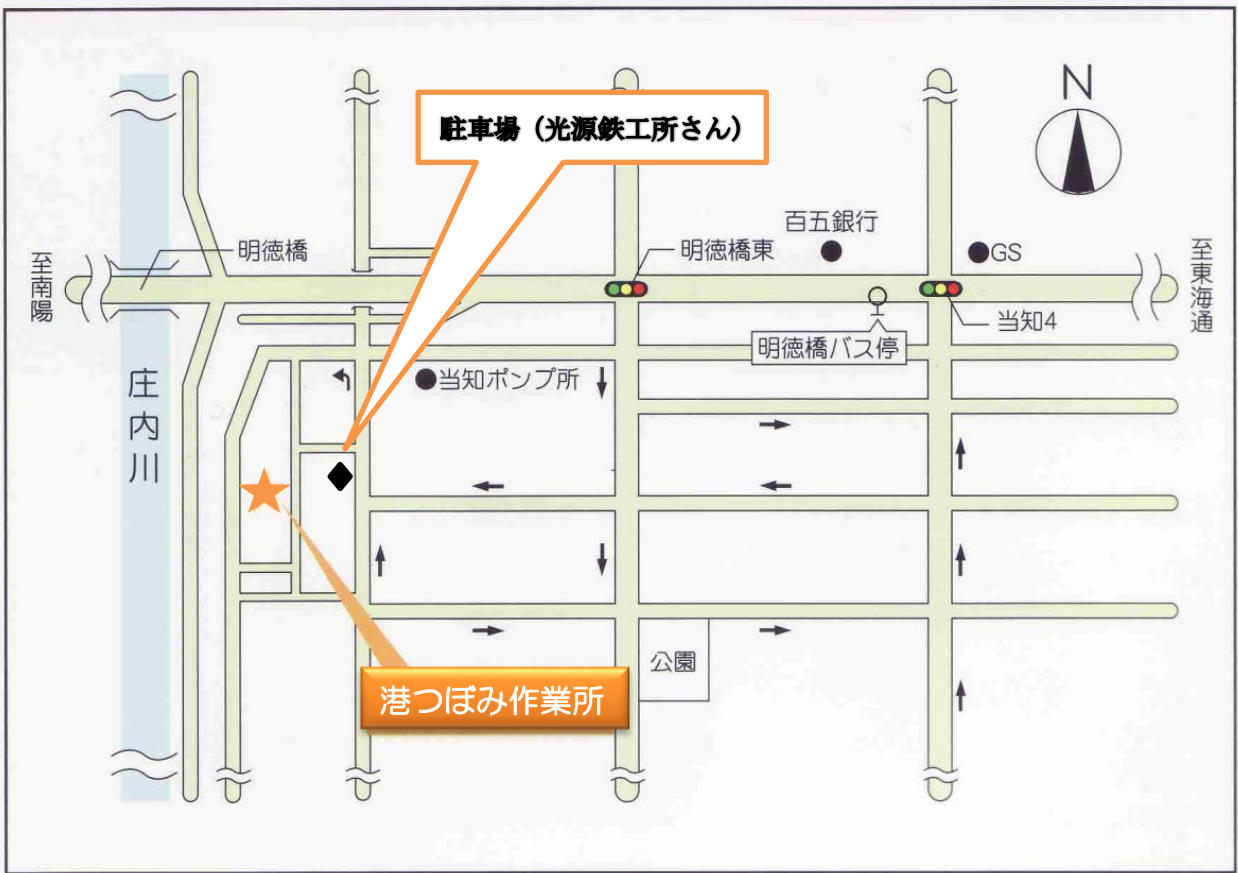 N
駐車場（光源鉄工所さん）
百五銀行
明徳橋
明徳橋東
GS
至南陽
至東海通
当知4
明徳橋バス停
当知ポンプ所
庄内川
公園
港つぼみ作業所